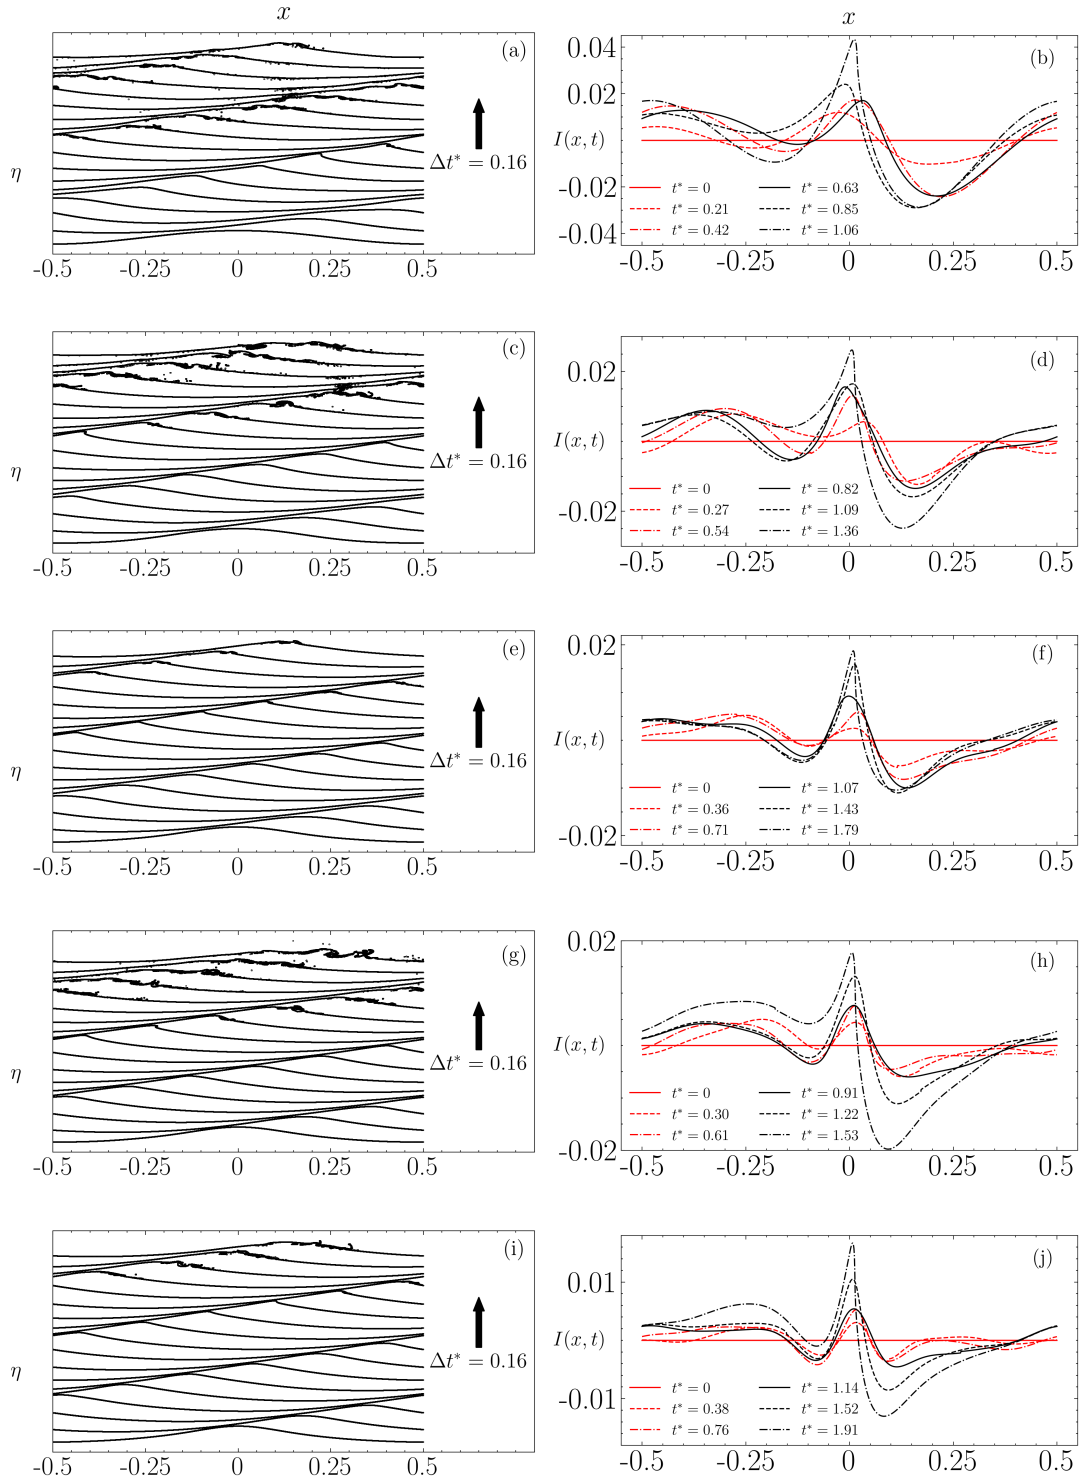 x
x
(a)
η
Δt* = 0.16
-0.5 -0.25 0 0.25 0.5
(b)
0.04
0.02
I(x, t)
-0.02
-0.04
t* = 0
t* = 0.21
t* = 0.42
t* = 0.63
t* = 0.85
t* = 1.06
-0.5 -0.25 0 0.25 0.5
(c)
η
Δt* = 0.16
-0.5 -0.25 0 0.25 0.5
(d)
0.02
I(x, t)
-0.02
t* = 0
t* = 0.27
t* = 0.54
t* = 0.82
t* = 1.09
t* = 1.36
-0.5 -0.25 0 0.25 0.5
(e)
η
Δt* = 0.16
-0.5 -0.25 0 0.25 0.5
(f)
0.02
I(x, t)
-0.02
t* = 0
t* = 0.36
t* = 0.71
t* = 1.07
t* = 1.43
t* = 1.79
-0.5 -0.25 0 0.25 0.5
(g)
η
Δt* = 0.16
-0.5 -0.25 0 0.25 0.5
(h)
0.02
I(x, t)
-0.02
t* = 0
t* = 0.30
t* = 0.61
t* = 0.91
t* = 1.22
t* = 1.53
-0.5 -0.25 0 0.25 0.5
(i)
η
Δt* = 0.16
-0.5 -0.25 0 0.25 0.5
(j)
0.01
I(x, t)
-0.01
t* = 0
t* = 0.38
t* = 0.76
t* = 1.14
t* = 1.52
t* = 1.91
-0.5 -0.25 0 0.25 0.5